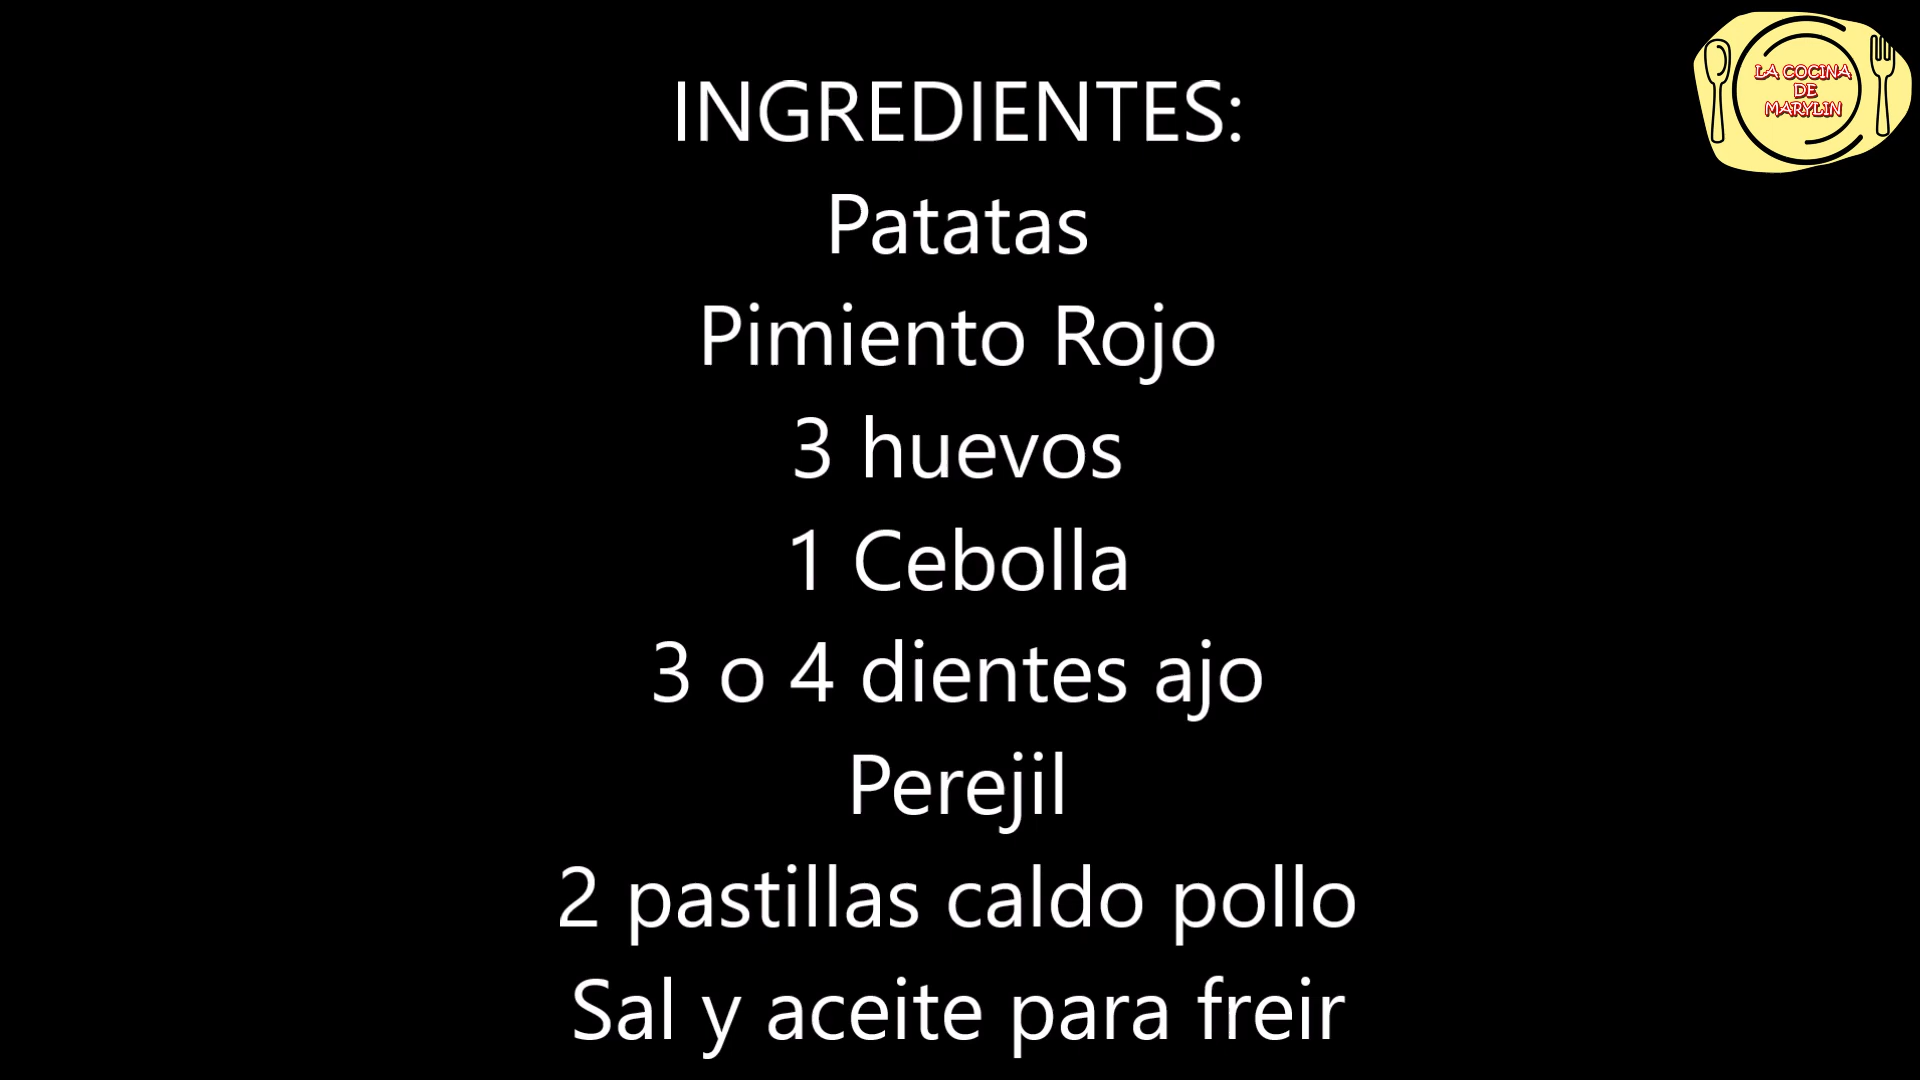 INGREDIENTES:
Patatas
Pimiento Rojo
3 huevos
1 Cebolla
3 o 4 dientes ajo
Perejil
2 pastillas caldo pollo
Sal y aceite para freir
LA COCINA
DE
MARYLIN